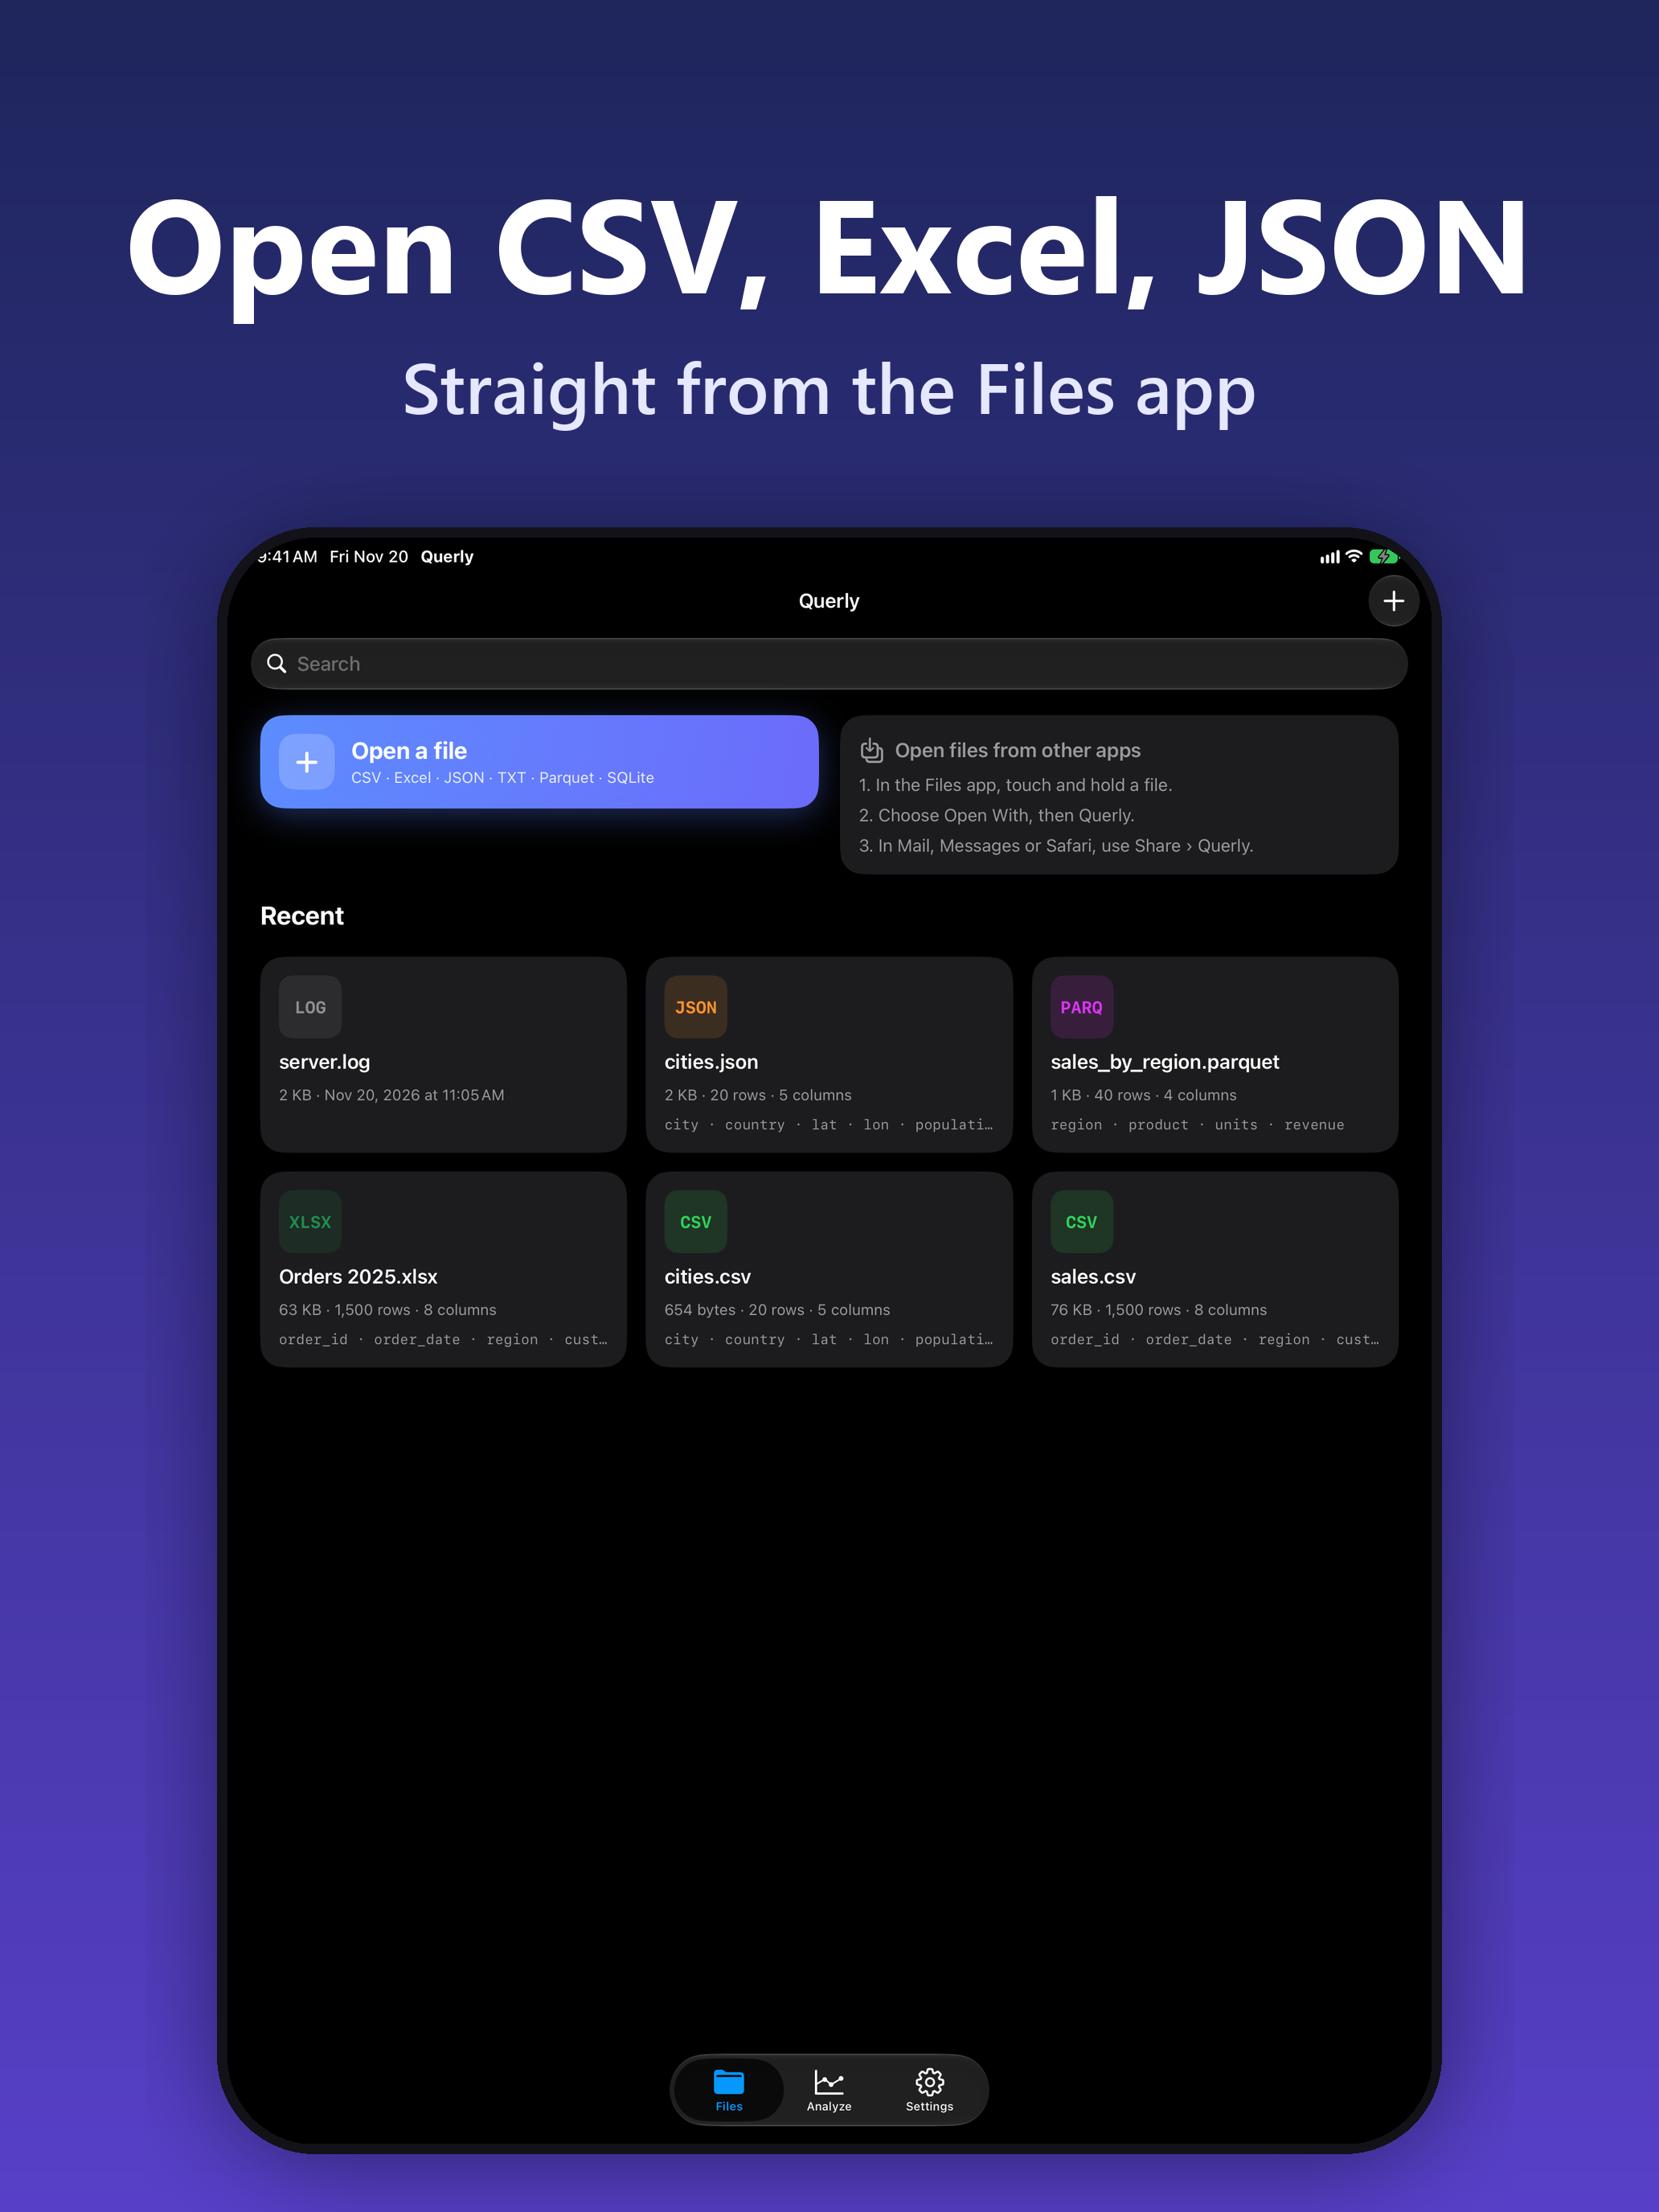 Open CSV, Excel, JSON
Straight from the Files app
9:41 AM Fri Nov 20 Querly
Querly
Search
Open a file
CSV · Excel · JSON · TXT · Parquet · SQLite
Open files from other apps
1. In the Files app, touch and hold a file.
2. Choose Open With, then Querly.
3. In Mail, Messages or Safari, use Share › Querly.
Recent
LOG
server.log
2 KB · Nov 20, 2026 at 11:05 AM
JSON
cities.json
2 KB · 20 rows · 5 columns
city · country · lat · lon · populati…
PARQ
sales_by_region.parquet
1 KB · 40 rows · 4 columns
region · product · units · revenue
XLSX
Orders 2025.xlsx
63 KB · 1,500 rows · 8 columns
order_id · order_date · region · cust…
CSV
cities.csv
654 bytes · 20 rows · 5 columns
city · country · lat · lon · populati…
CSV
sales.csv
76 KB · 1,500 rows · 8 columns
order_id · order_date · region · cust…
Files
Analyze
Settings